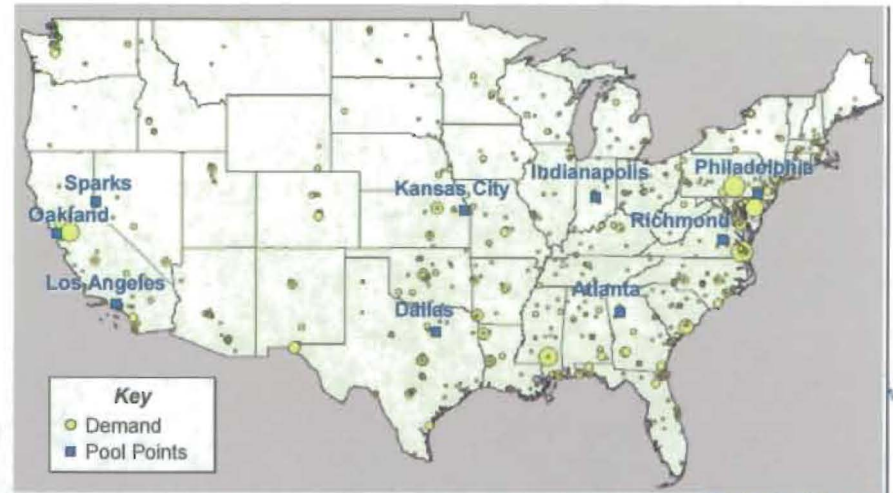 Sparks
Oakland
Los Angeles
Kansas City
Dallas
Indianapolis
Philadelphia
Richmond
Atlanta
Key
Demand
Pool Points